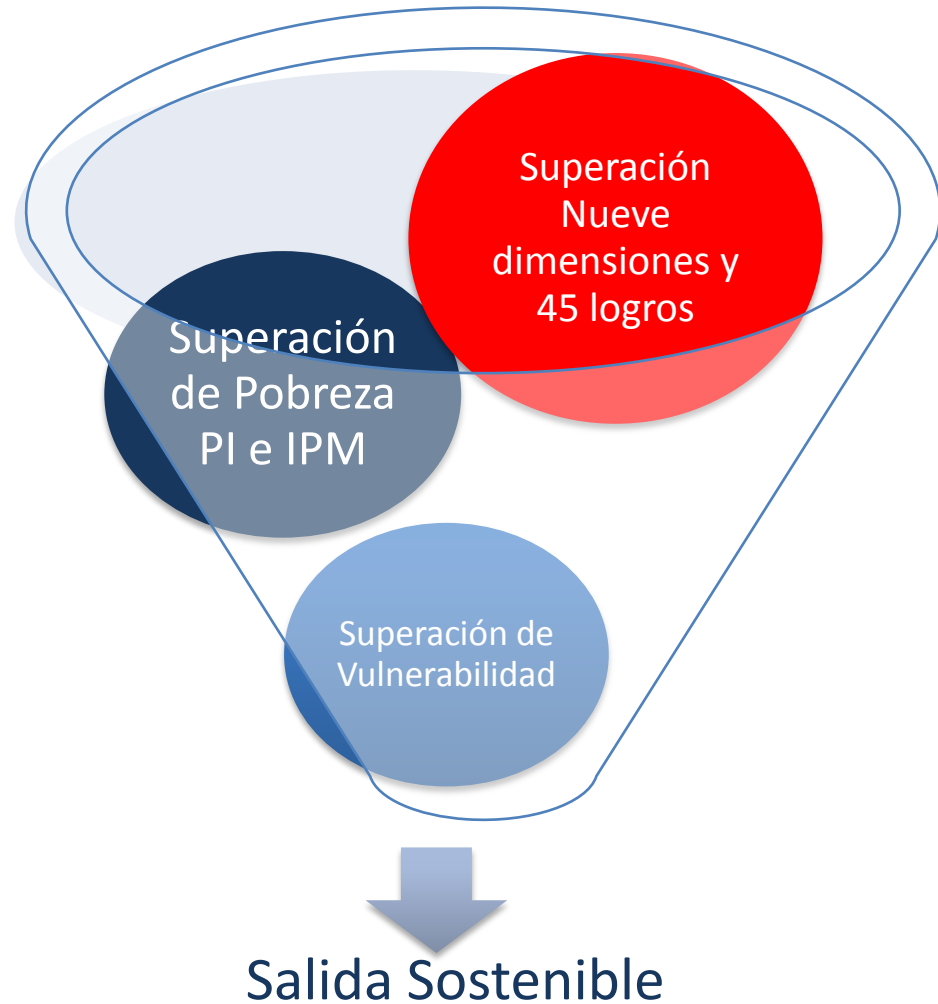 Superación
Nueve
dimensiones y
45 logros
Superación
de Pobreza
PI e IPM
Superación de
Vulnerabilidad
Salida Sostenible